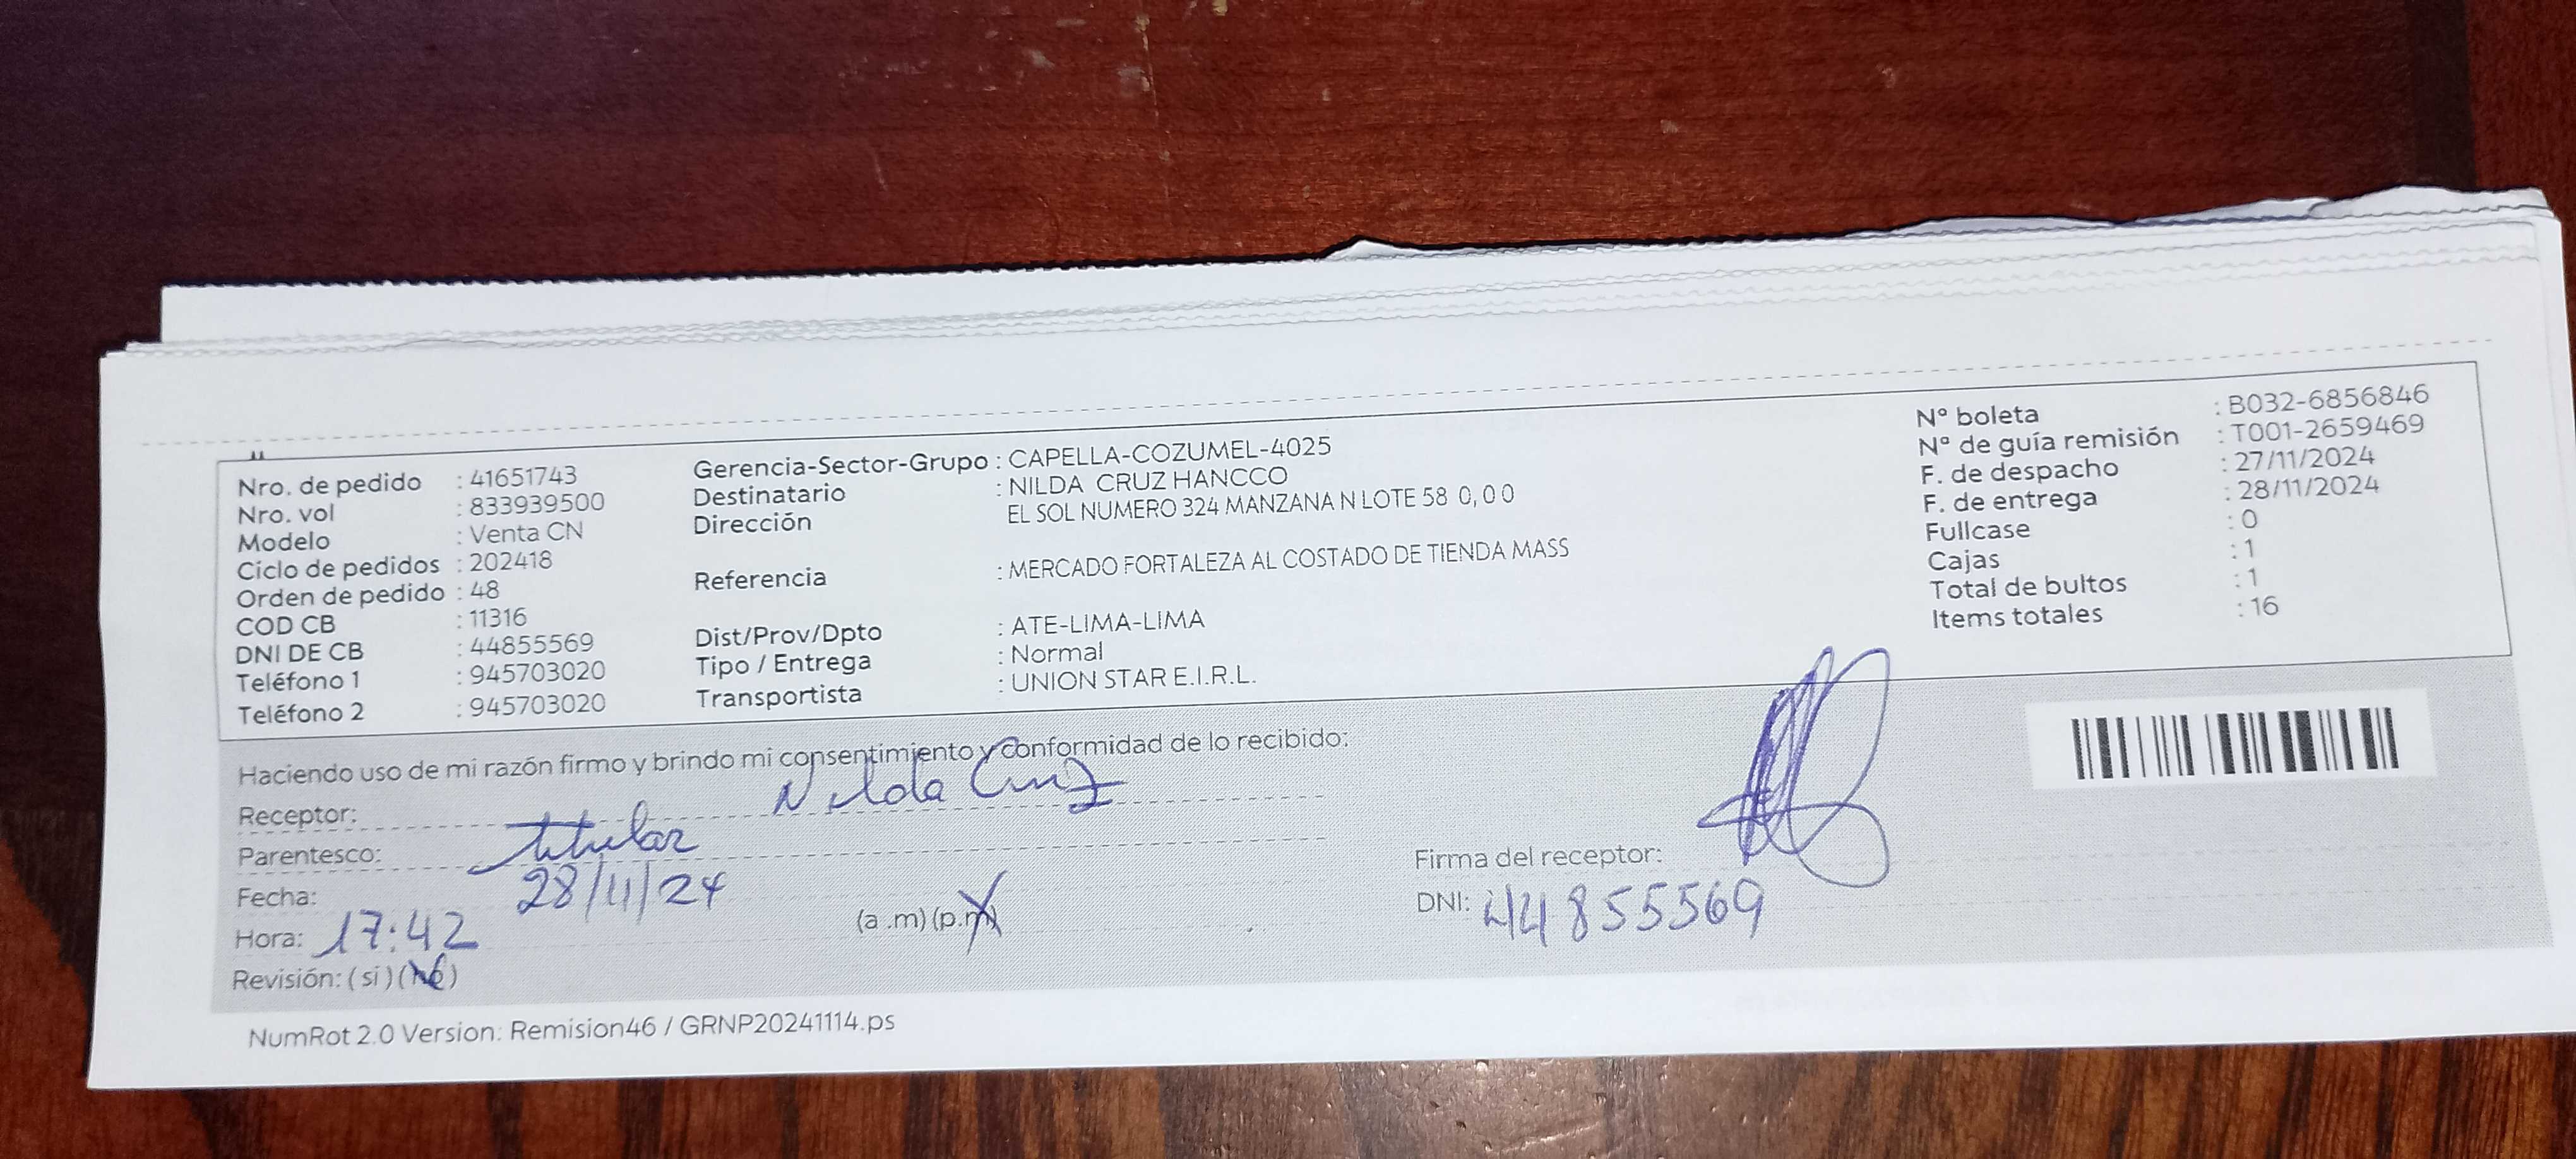 Nro. de pedido : 41651743
Nro. vol : 833939500
Modelo : Venta CN
Ciclo de pedidos : 202418
Orden de pedido : 48
COD CB : 11316
DNI DE CB : 44855569
Teléfono 1 : 945703020
Teléfono 2 : 945703020
Gerencia-Sector-Grupo : CAPELLA-COZUMEL-4025
Destinatario : NILDA CRUZ HANCCO
Dirección EL SOL NUMERO 324 MANZANA N LOTE 58 0,00
Referencia : MERCADO FORTALEZA AL COSTADO DE TIENDA MASS
Dist/Prov/Dpto : ATE-LIMA-LIMA
Tipo / Entrega : Normal
Transportista : UNION STAR E.I.R.L.
N° boleta : B032-6856846
N° de guía remisión : T001-2659469
F. de despacho : 27/11/2024
F. de entrega : 28/11/2024
Fullcase : 0
Cajas : 1
Total de bultos : 1
Items totales : 16
Haciendo uso de mi razón firmo y brindo mi consentimiento y conformidad de lo recibido:
Receptor: Nilda Cruz
Parentesco: titular
Fecha: 28/11/24
Hora: 17:42 (a .m) (p.m)
Revisión: ( si ) ( no )
Firma del receptor:
DNI: 44855569
NumRot 2.0 Version: Remision46 / GRNP20241114.ps